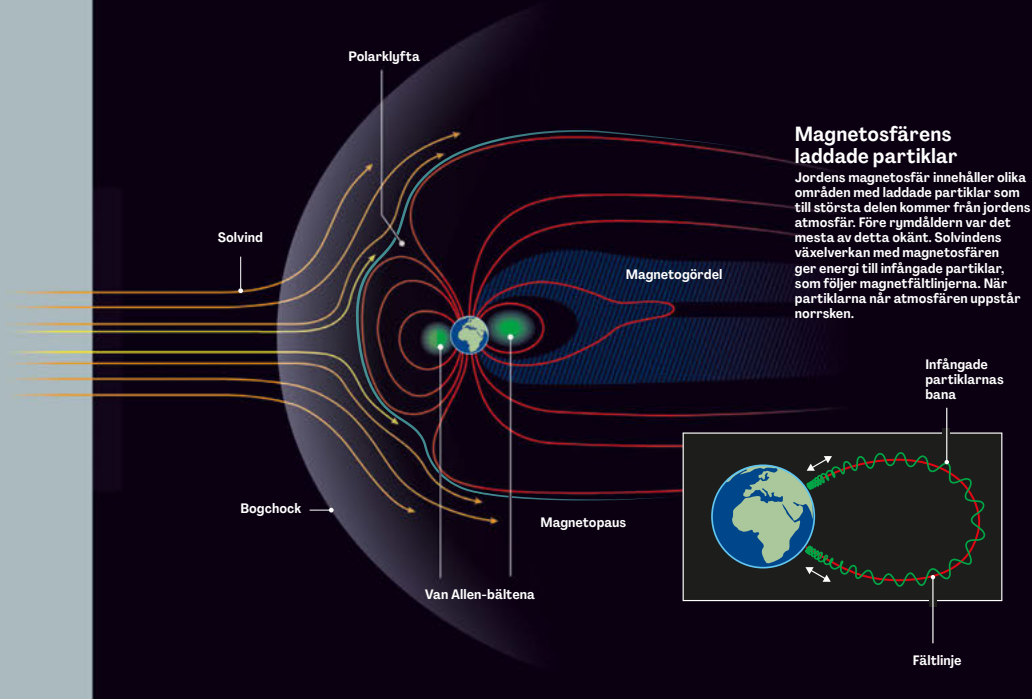 Polarklyfta
Magnetosfärens
laddade partiklar
Jordens magnetosfär innehåller olika
områden med laddade partiklar som
till största delen kommer från jordens
atmosfär. Före rymdåldern var det
mesta av detta okänt. Solvindens
växelverkan med magnetosfären
ger energi till infångade partiklar,
som följer magnetfältlinjerna. När
partiklarna når atmosfären uppstår
norrsken.
Solvind
Magnetogördel
Infångade
partiklarnas
bana
Bogchock
Magnetopaus
Van Allen-bältena
Fältlinje